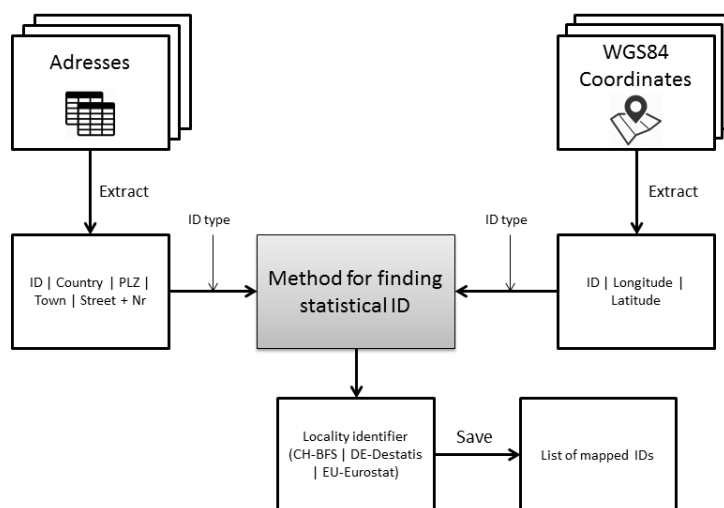 Adresses
WGS84
Coordinates
Extract
Extract
ID type
ID type
ID | Country | PLZ |
Town | Street + Nr
Method for finding
statistical ID
ID | Longitude |
Latitude
Locality identifier
(CH-BFS | DE-Destatis
| EU-Eurostat)
Save
List of mapped IDs